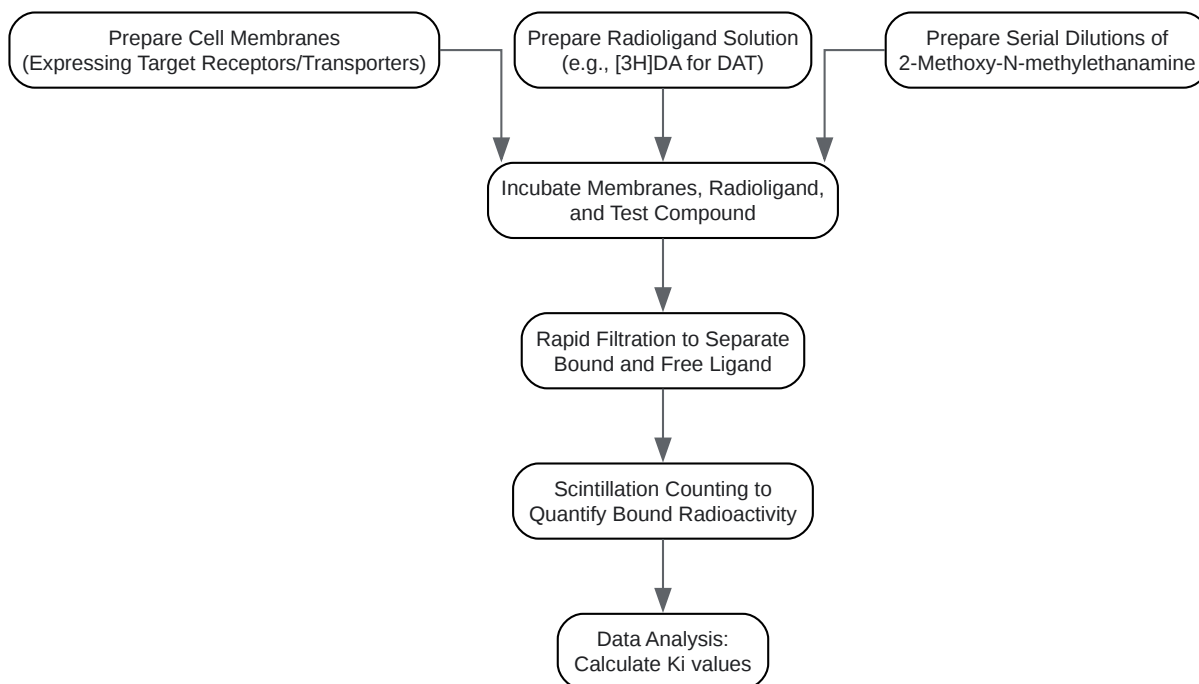 Prepare Cell Membranes
(Expressing Target Receptors/Transporters)
Prepare Radioligand Solution
(e.g., [3H]DA for DAT)
Prepare Serial Dilutions of
2-Methoxy-N-methylethanamine
Incubate Membranes, Radioligand,
and Test Compound
Rapid Filtration to Separate
Bound and Free Ligand
Scintillation Counting to
Quantify Bound Radioactivity
Data Analysis:
Calculate Ki values